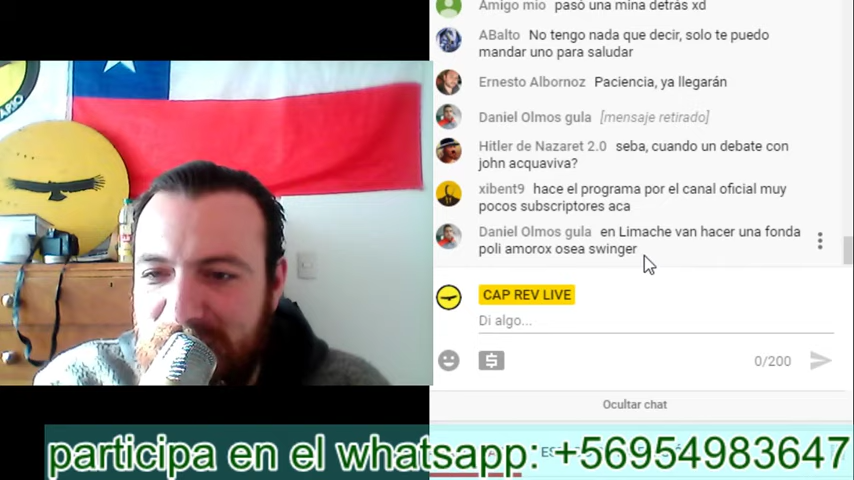 Amigo mio pasó una mina detrás xd
ABalto No tengo nada que decir, solo te puedo
mandar uno para saludar
Ernesto Albornoz Paciencia, ya llegarán
Daniel Olmos gula [mensaje retirado]
Hitler de Nazaret 2.0 seba, cuando un debate con
john acquaviva?
xibent9 hace el programa por el canal oficial muy
pocos subscriptores aca
Daniel Olmos gula en Limache van hacer una fonda
poli amorox osea swinger
CAP REV LIVE
Di algo...
0/200
Ocultar chat
participa en el whatsapp: +56954983647